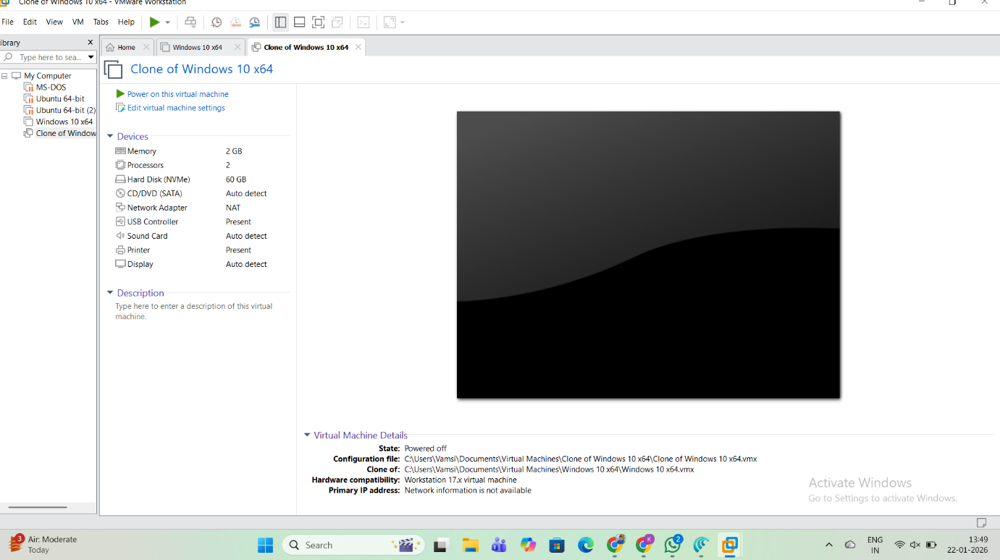 Clone of Windows 10 x64 - VMware Workstation
File Edit View VM Tabs Help
ibrary
Type here to sea...
My Computer
MS-DOS
Ubuntu 64-bit
Ubuntu 64-bit (2)
Windows 10 x64
Clone of Window
Home Windows 10 x64 Clone of Windows 10 x64
Clone of Windows 10 x64
Power on this virtual machine
Edit virtual machine settings
Devices
Memory 2 GB
Processors 2
Hard Disk (NVMe) 60 GB
CD/DVD (SATA) Auto detect
Network Adapter NAT
USB Controller Present
Sound Card Auto detect
Printer Present
Display Auto detect
Description
Type here to enter a description of this virtual
machine.
Virtual Machine Details
State: Powered off
Configuration file: C:\Users\Vamsi\Documents\Virtual Machines\Clone of Windows 10 x64\Clone of Windows 10 x64.vmx
Clone of: C:\Users\Vamsi\Documents\Virtual Machines\Windows 10 x64\Windows 10 x64.vmx
Hardware compatibility: Workstation 17.x virtual machine
Primary IP address: Network information is not available
Activate Windows
Go to Settings to activate Windows.
3
Air: Moderate
Today
Search
K
2
ENG
IN
13:49
22-01-2026